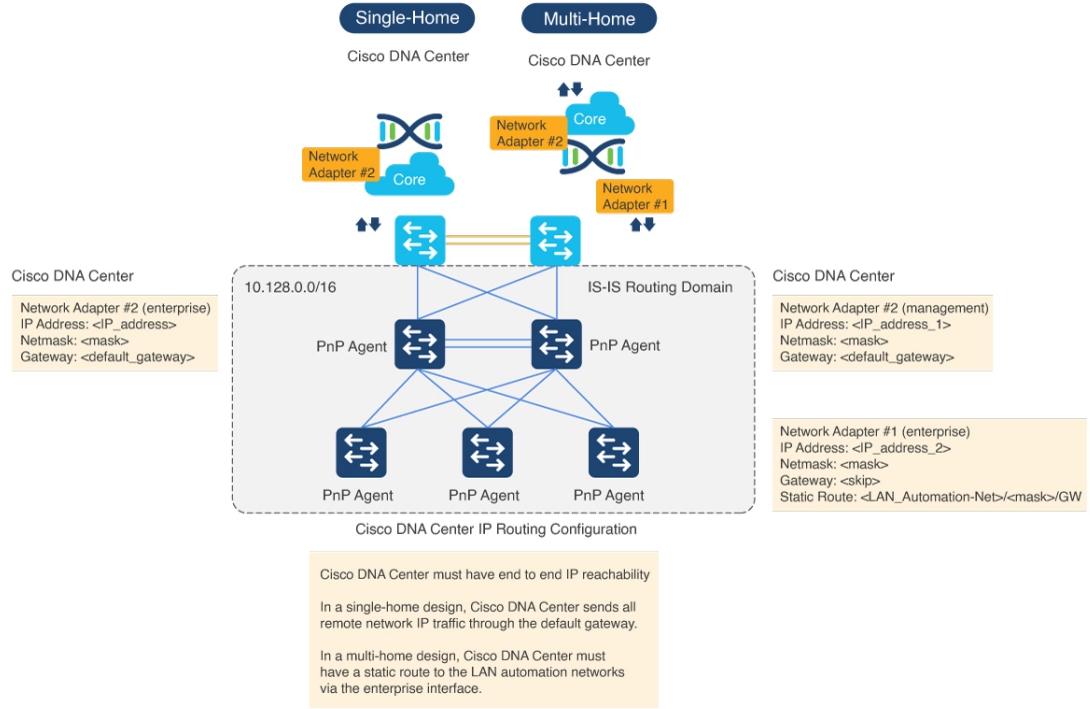 Single-Home
Multi-Home
Cisco DNA Center
Cisco DNA Center
Network
Adapter #2
Core
Network
Adapter #2
Core
Network
Adapter #1
Cisco DNA Center
Network Adapter #2 (enterprise)
IP Address: <IP_address>
Netmask: <mask>
Gateway: <default_gateway>
10.128.0.0/16
IS-IS Routing Domain
PnP Agent
PnP Agent
PnP Agent
PnP Agent
PnP Agent
Cisco DNA Center
Network Adapter #2 (management)
IP Address: <IP_address_1>
Netmask: <mask>
Gateway: <default_gateway>
Network Adapter #1 (enterprise)
IP Address: <IP_address_2>
Netmask: <mask>
Gateway: <skip>
Static Route: <LAN_Automation-Net>/<mask>/GW
Cisco DNA Center IP Routing Configuration
Cisco DNA Center must have end to end IP reachability
In a single-home design, Cisco DNA Center sends all
remote network IP traffic through the default gateway.
In a multi-home design, Cisco DNA Center must
have a static route to the LAN automation networks
via the enterprise interface.